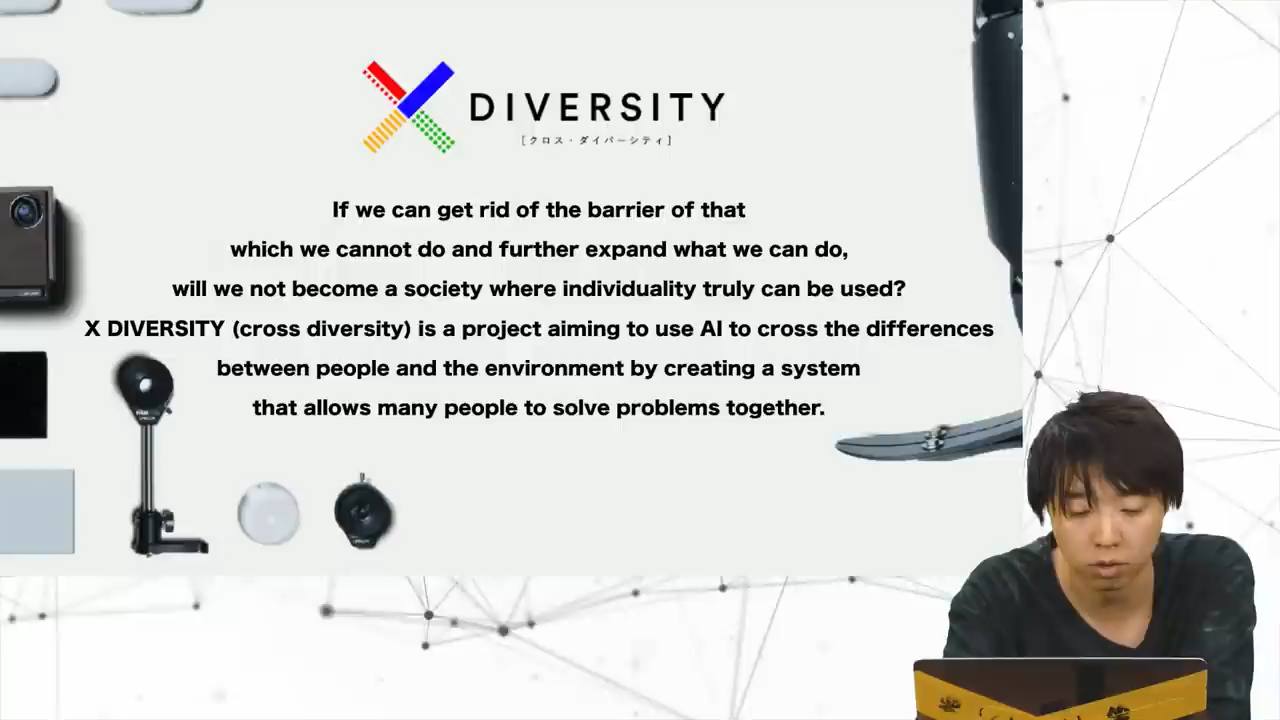 DIVERSITY
[クロス・ダイバーシティ]
If we can get rid of the barrier of that
which we cannot do and further expand what we can do,
will we not become a society where individuality truly can be used?
X DIVERSITY (cross diversity) is a project aiming to use AI to cross the differences
between people and the environment by creating a system
that allows many people to solve problems together.